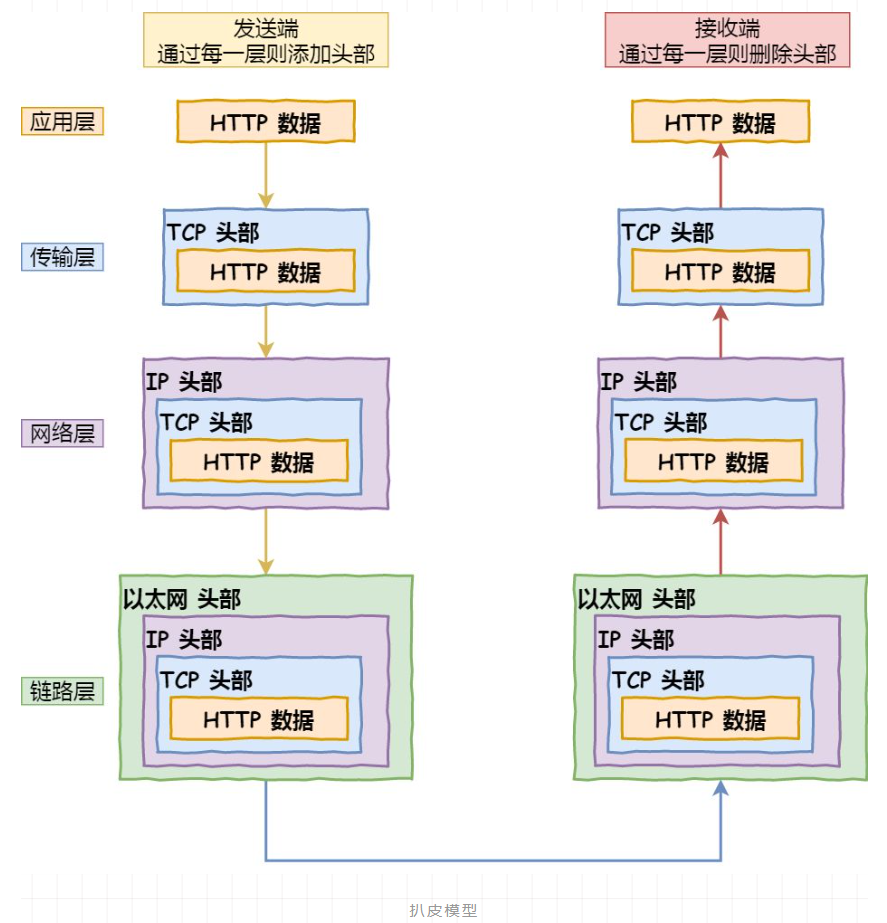 发送端
通过每一层则添加头部
接收端
通过每一层则删除头部
应用层
HTTP 数据
HTTP 数据
传输层
TCP 头部
HTTP 数据
TCP 头部
HTTP 数据
网络层
IP 头部
TCP 头部
HTTP 数据
IP 头部
TCP 头部
HTTP 数据
链路层
以太网 头部
IP 头部
TCP 头部
HTTP 数据
以太网 头部
IP 头部
TCP 头部
HTTP 数据
扒皮模型